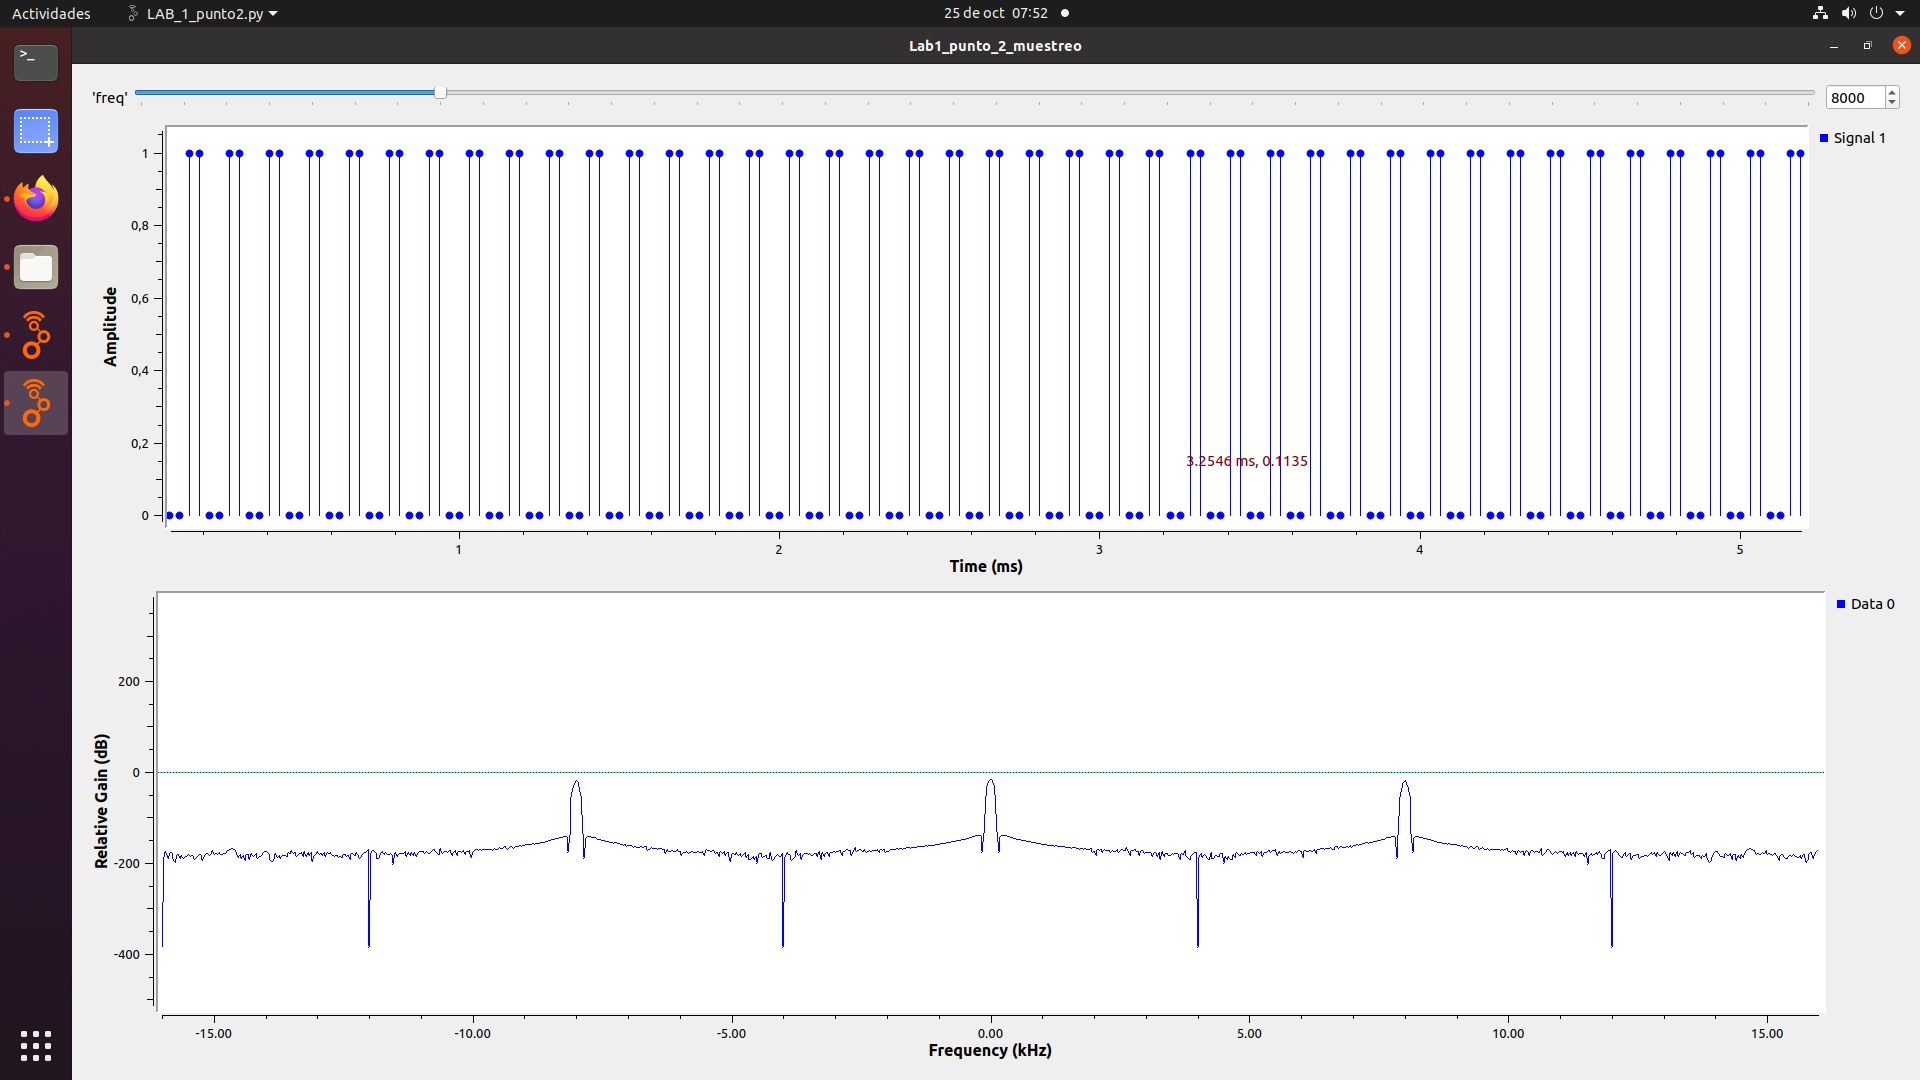 Actividades LAB_1_punto2.py 25 de oct 07:52
Lab1_punto_2_muestreo
'freq' 8000
Signal 1
1
0,8
0,6
0,4
0,2
0
Amplitude
3.2546 ms, 0.1135
1 2 3 4 5
Time (ms)
Data 0
200
0
-200
-400
Relative Gain (dB)
-15.00 -10.00 -5.00 0.00 5.00 10.00 15.00
Frequency (kHz)